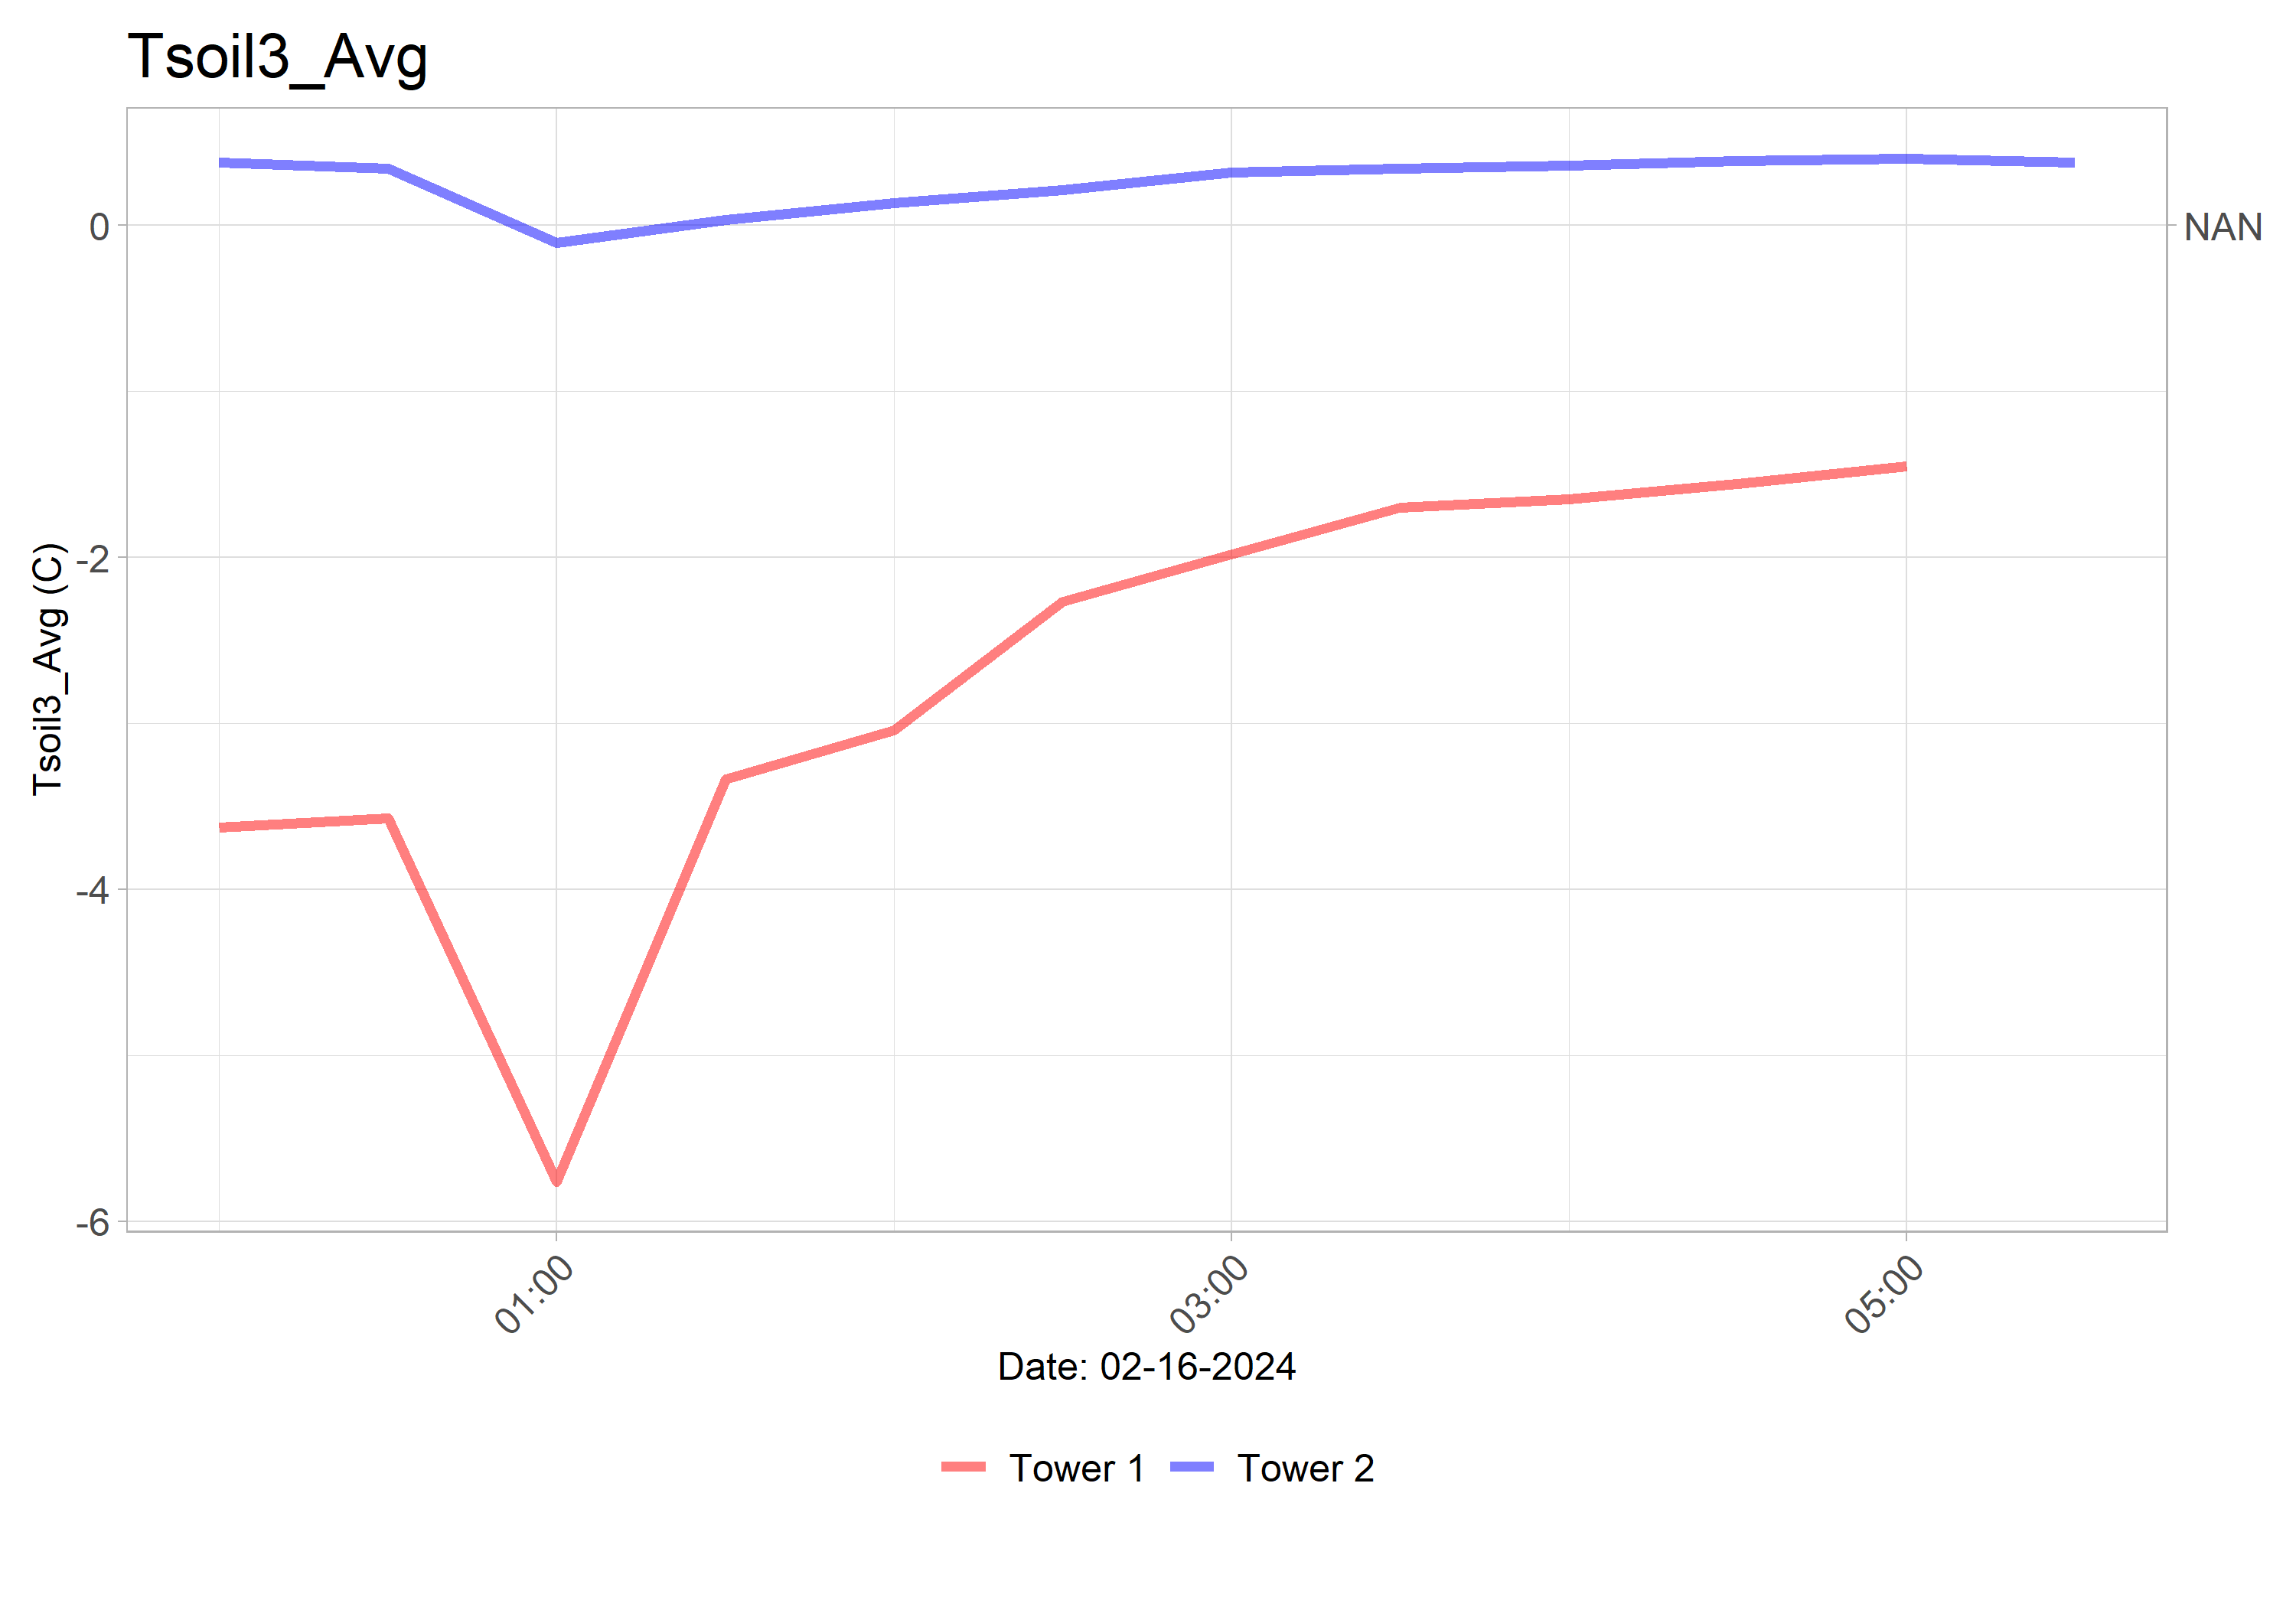 Tsoil3_Avg
Tsoil3_Avg (C)
0
-2
-4
-6
NAN
01:00
03:00
05:00
Date: 02-16-2024
Tower 1
Tower 2